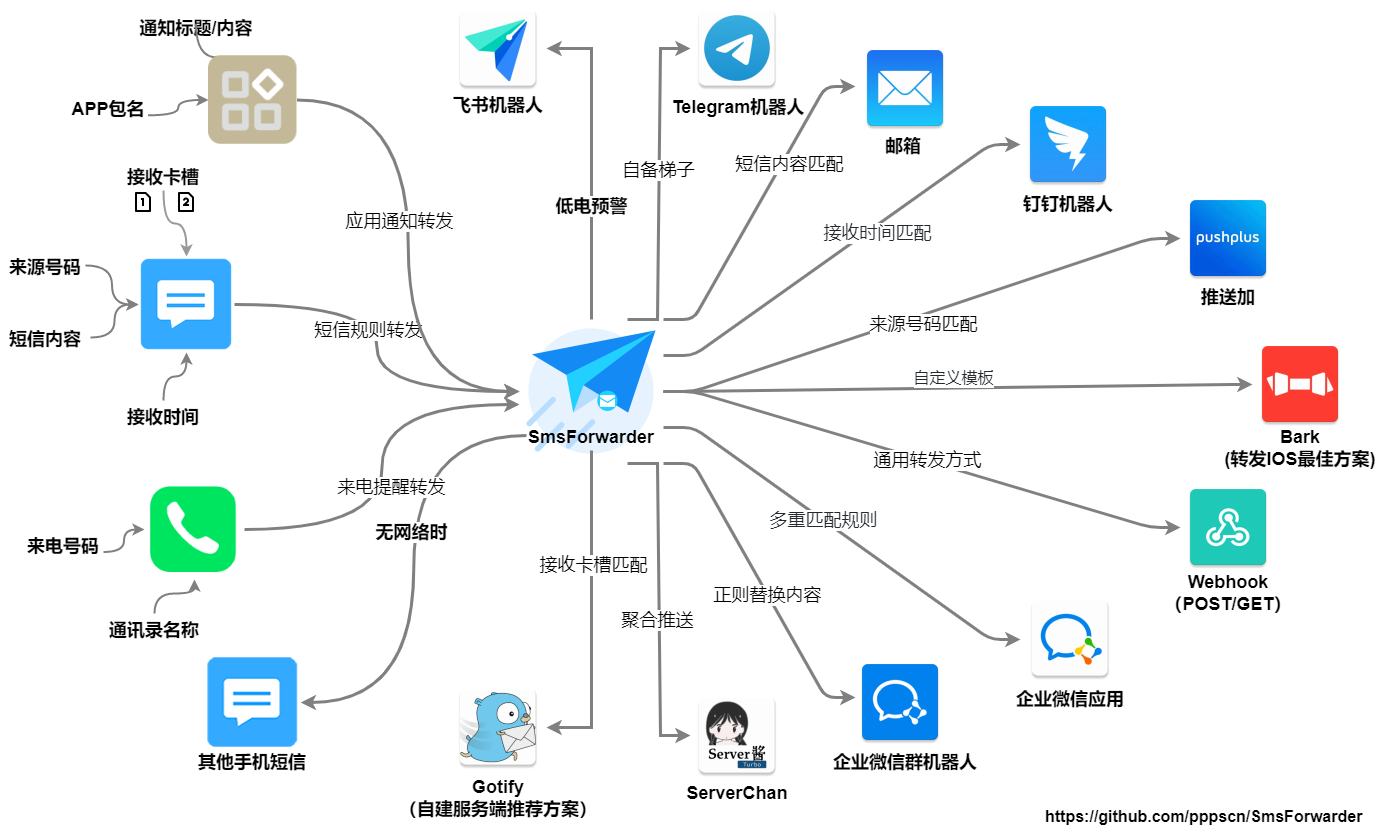 通知标题/内容
APP包名
接收卡槽
1
2
来源号码
短信内容
接收时间
来电号码
通讯录名称
应用通知转发
短信规则转发
来电提醒转发
无网络时
其他手机短信
SmsForwarder
飞书机器人
低电预警
Telegram机器人
自备梯子
邮箱
短信内容匹配
钉钉机器人
接收时间匹配
pushplus
推送加
来源号码匹配
自定义模板
Bark
(转发IOS最佳方案)
通用转发方式
Webhook
(POST/GET)
多重匹配规则
企业微信应用
正则替换内容
企业微信群机器人
聚合推送
Server酱
Turbo
ServerChan
接收卡槽匹配
Gotify
(自建服务端推荐方案)
https://github.com/pppscn/SmsForwarder